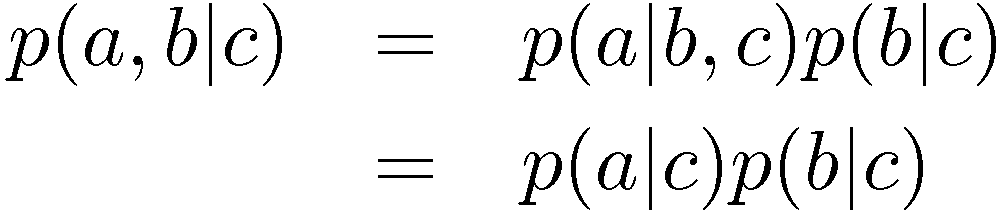 p(a, b|c) = p(a|b, c)p(b|c)
= p(a|c)p(b|c)